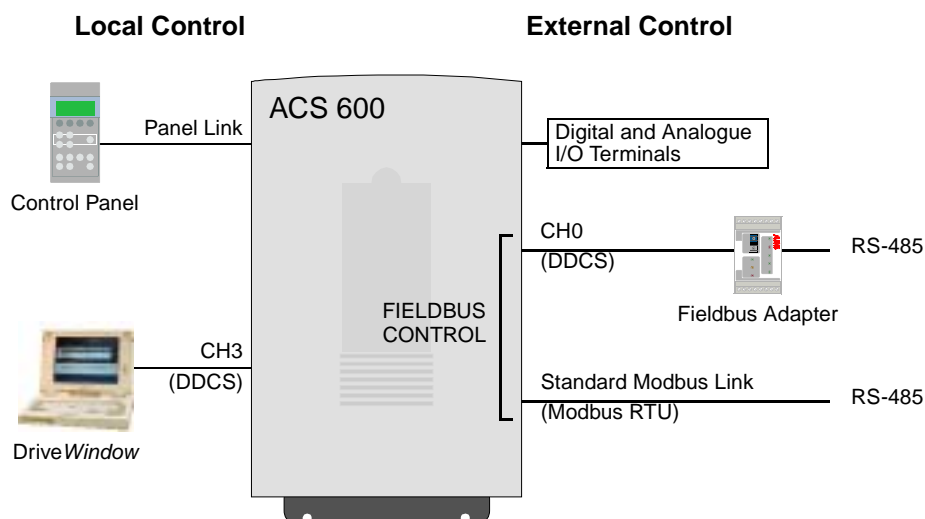 Local Control
External Control
ACS 600
Panel Link
Digital and Analogue
I/O Terminals
Control Panel
CH0
(DDCS)
ABB
RS-485
Fieldbus Adapter
FIELDBUS
CONTROL
CH3
(DDCS)
Standard Modbus Link
(Modbus RTU)
RS-485
DriveWindow